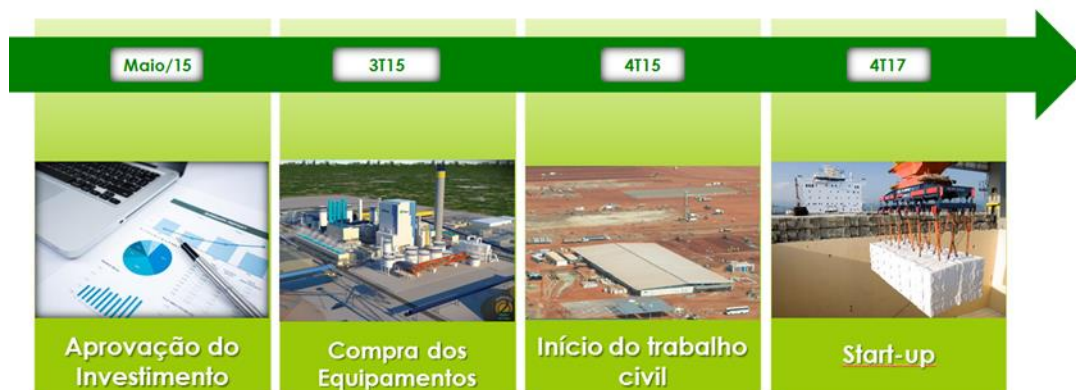 Maio/15
3T15
4T15
4T17
Aprovação do
Investimento
Compra dos
Equipamentos
Início do trabalho
civil
Start-up